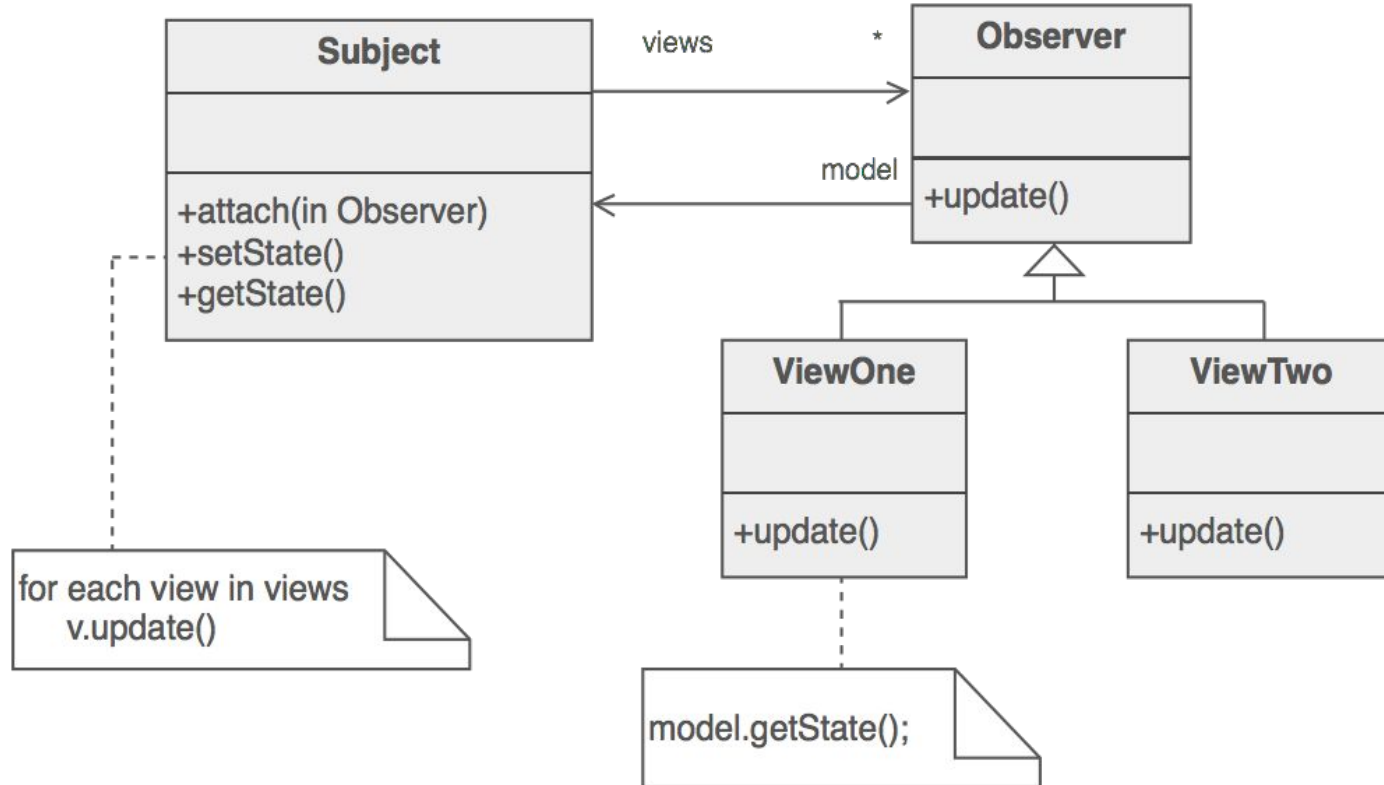 Subject
+attach(in Observer)
+setState()
+getState()
views
*
model
Observer
+update()
ViewOne
+update()
ViewTwo
+update()
for each view in views
v.update()
model.getState();